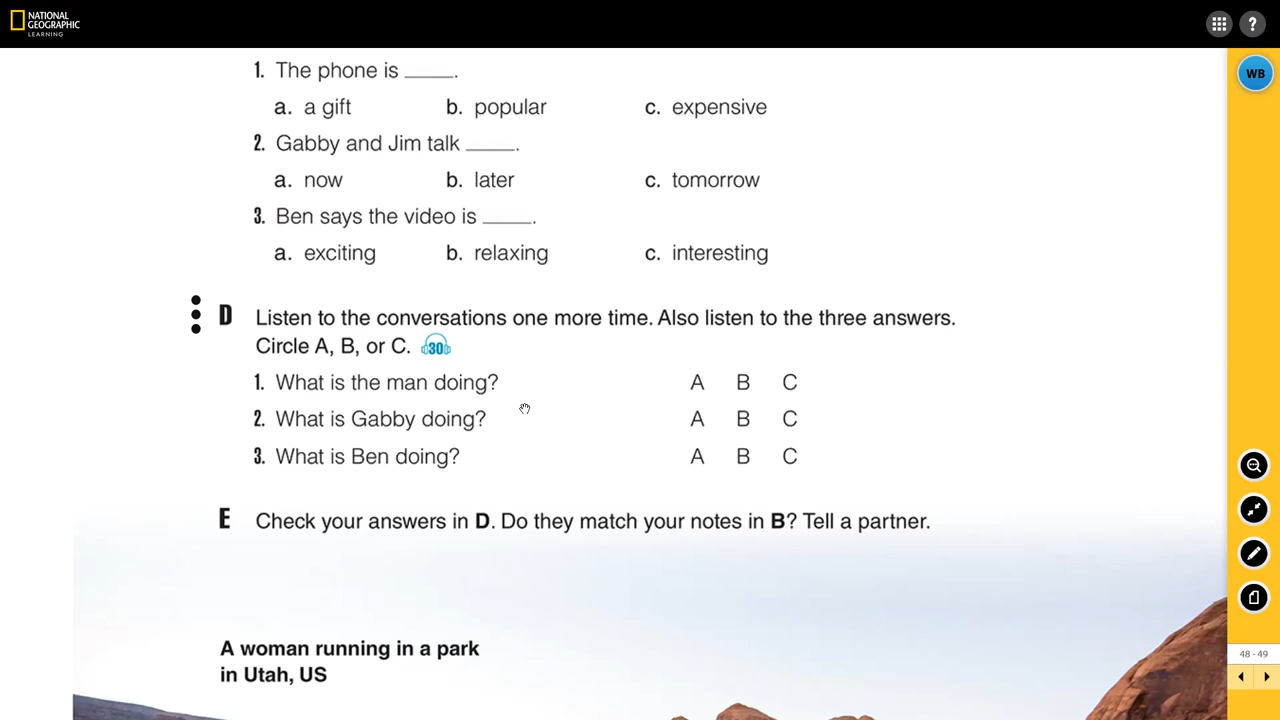 NATIONAL
GEOGRAPHIC
LEARNING
?
WB
1. The phone is _____.
a. a gift b. popular c. expensive
2. Gabby and Jim talk _____.
a. now b. later c. tomorrow
3. Ben says the video is _____.
a. exciting b. relaxing c. interesting
D Listen to the conversations one more time. Also listen to the three answers.
Circle A, B, or C. 30
1. What is the man doing? A B C
2. What is Gabby doing? A B C
3. What is Ben doing? A B C
E Check your answers in D. Do they match your notes in B? Tell a partner.
A woman running in a park
in Utah, US
48 - 49